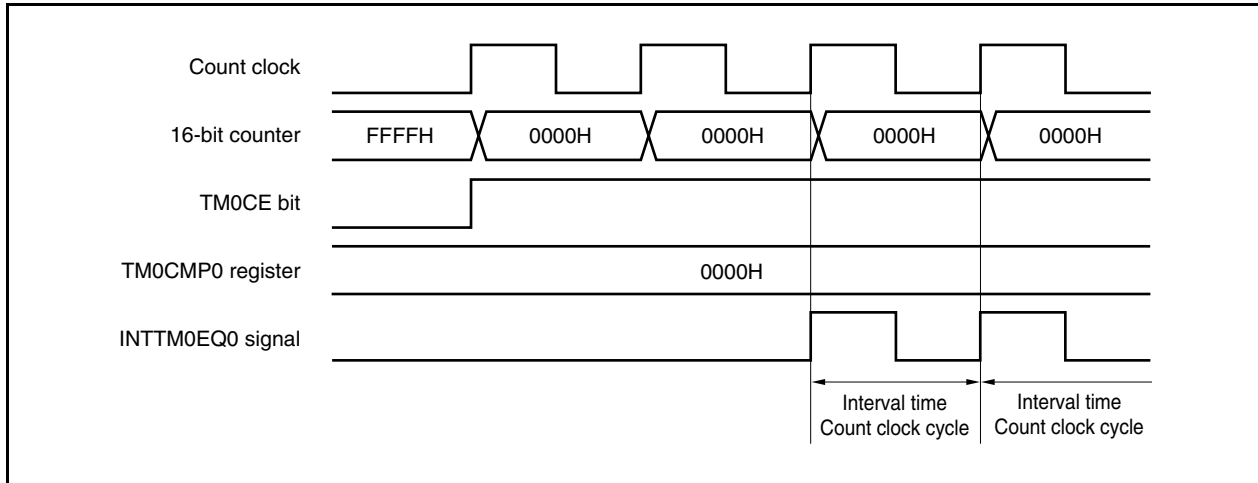 Count clock
16-bit counter FFFFH 0000H 0000H 0000H 0000H
TM0CE bit
TM0CMP0 register 0000H
INTTM0EQ0 signal
Interval time Interval time
Count clock cycle Count clock cycle